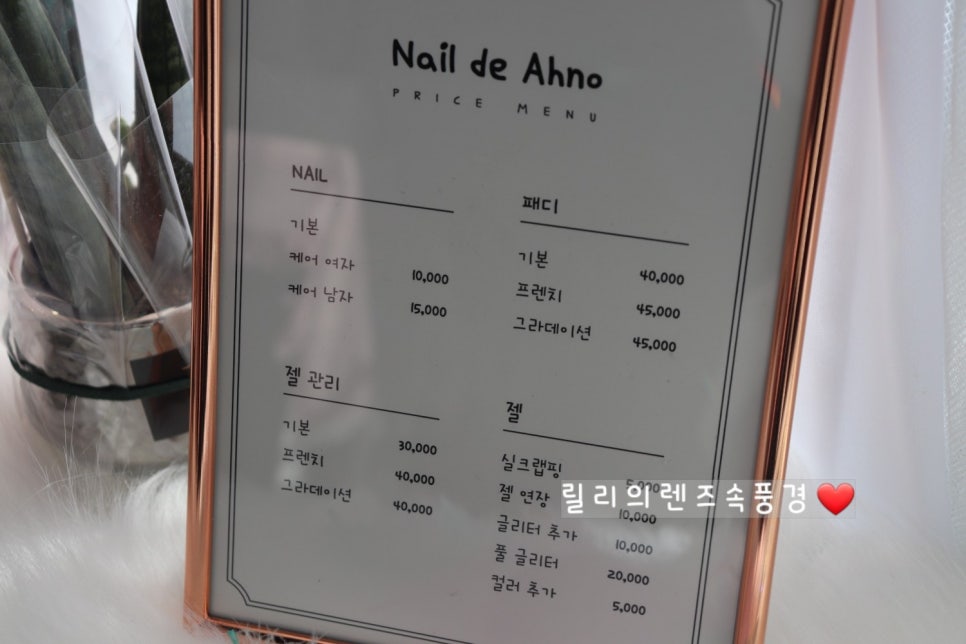 Nail de Ahno
PRICE MENU
NAIL
기본
케어 여자 10,000
케어 남자 15,000
패디
기본 40,000
프렌치 45,000
그라데이션 45,000
젤 관리
기본 30,000
프렌치 40,000
그라데이션 40,000
젤
실크랩핑 5,000
젤 연장 10,000
글리터 추가 10,000
풀 글리터 20,000
컬러 추가 5,000
릴리의렌즈속풍경❤️